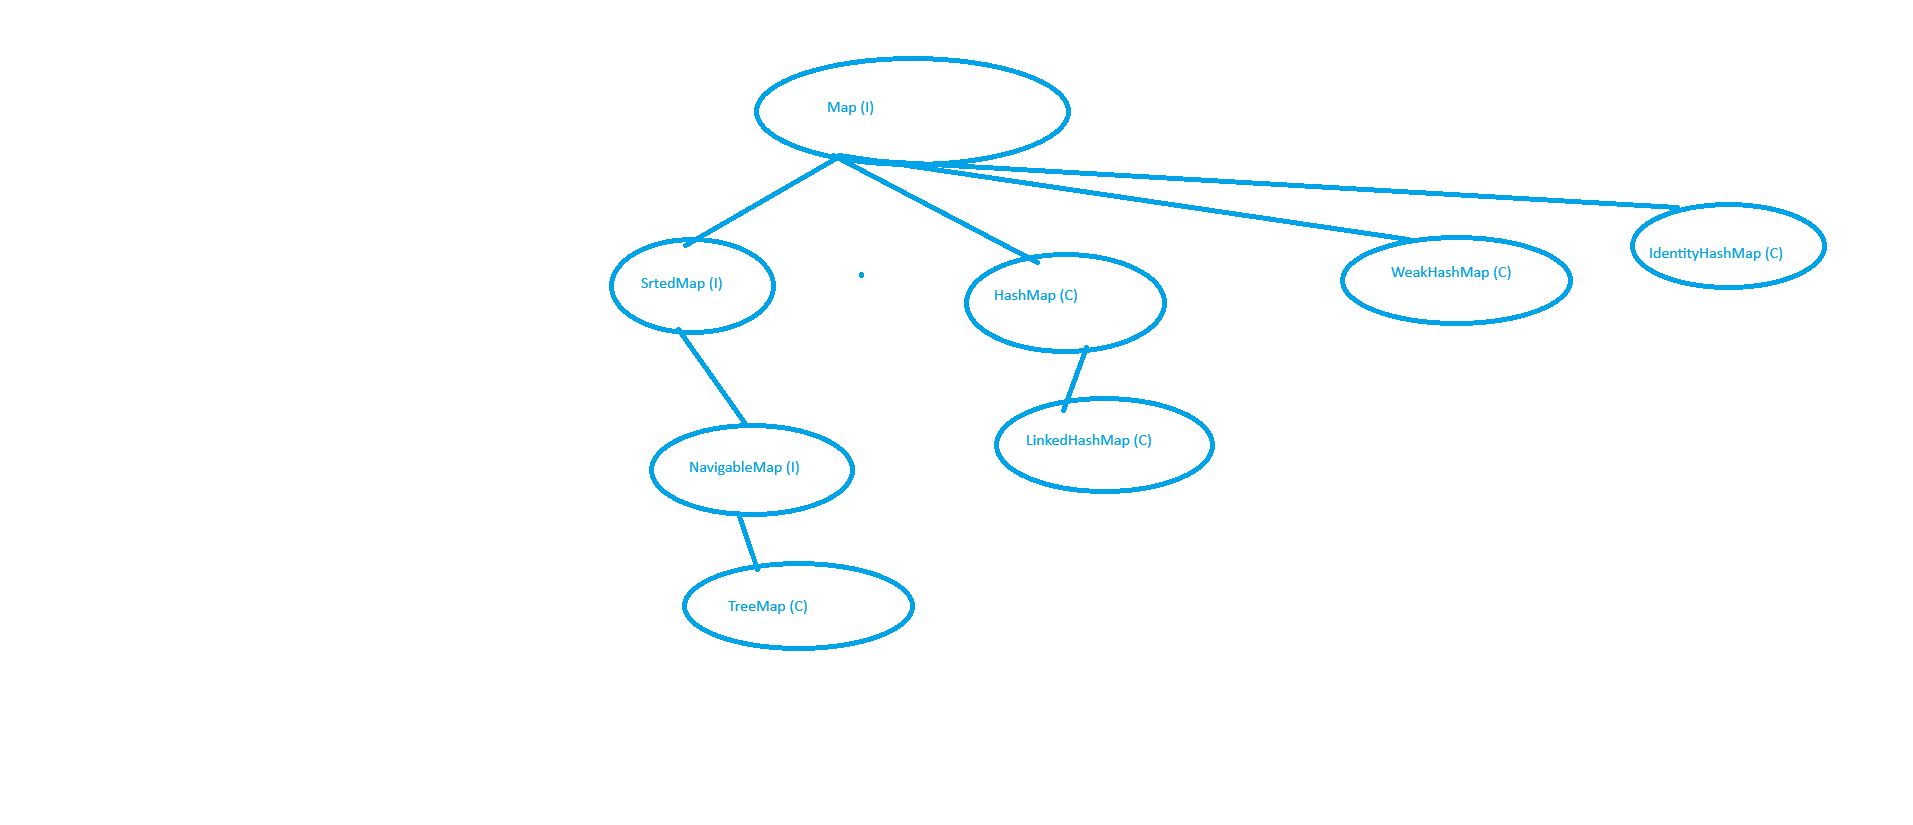 Map (I)
SrtedMap (I)
HashMap (C)
WeakHashMap (C)
IdentityHashMap (C)
LinkedHashMap (C)
NavigableMap (I)
TreeMap (C)